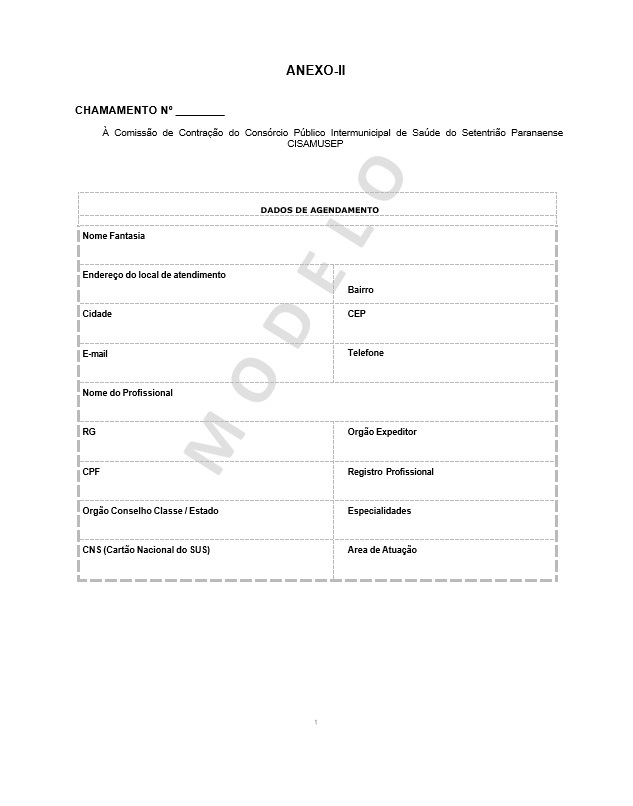 ANEXO-II
CHAMAMENTO Nº ________
À Comissão de Contração do Consórcio Público Intermunicipal de Saúde do Setentrião Paranaense
CISAMUSEP
DADOS DE AGENDAMENTO
Nome Fantasia
Endereço do local de atendimento
Bairro
Cidade
CEP
E-mail
Telefone
Nome do Profissional
RG
Orgão Expeditor
CPF
Registro Profissional
Orgão Conselho Classe / Estado
Especialidades
CNS (Cartão Nacional do SUS)
Area de Atuação
MODELO
1